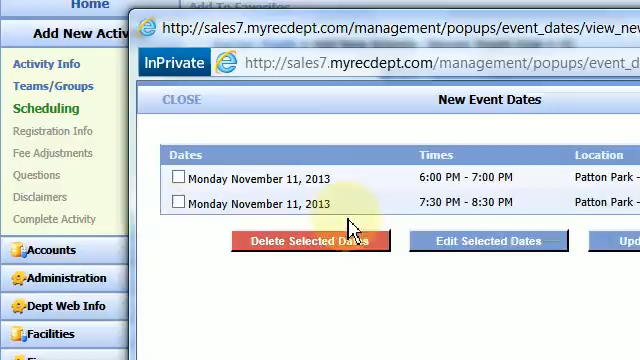 Home
Add New Activ
Activity Info
Teams/Groups
Scheduling
Registration Info
Fee Adjustments
Questions
Disclaimers
Complete Activity
Accounts
Administration
Dept Web Info
Facilities
Add To Favorites
http://sales7.myrecdept.com/management/popups/event_dates/view_new
InPrivate http://sales7.myrecdept.com/management/popups/event_d
CLOSE New Event Dates
Dates Times Location
Monday November 11, 2013 6:00 PM - 7:00 PM Patton Park -
Monday November 11, 2013 7:30 PM - 8:30 PM Patton Park -
Delete Selected Dates Edit Selected Dates Upd